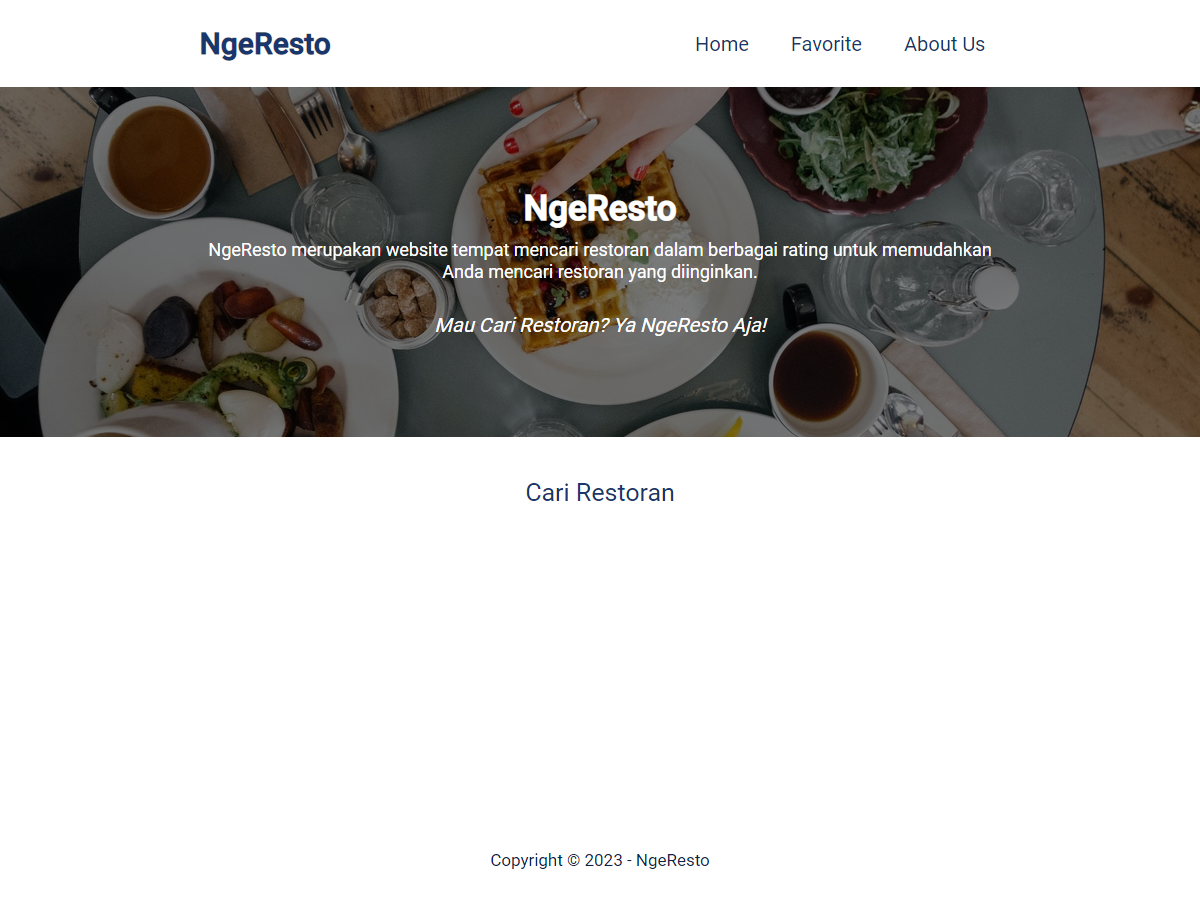 NgeResto
Home
Favorite
About Us
NgeResto
NgeResto merupakan website tempat mencari restoran dalam berbagai rating untuk memudahkan
Anda mencari restoran yang diinginkan.
Mau Cari Restoran? Ya NgeResto Aja!
Cari Restoran
Copyright © 2023 - NgeResto